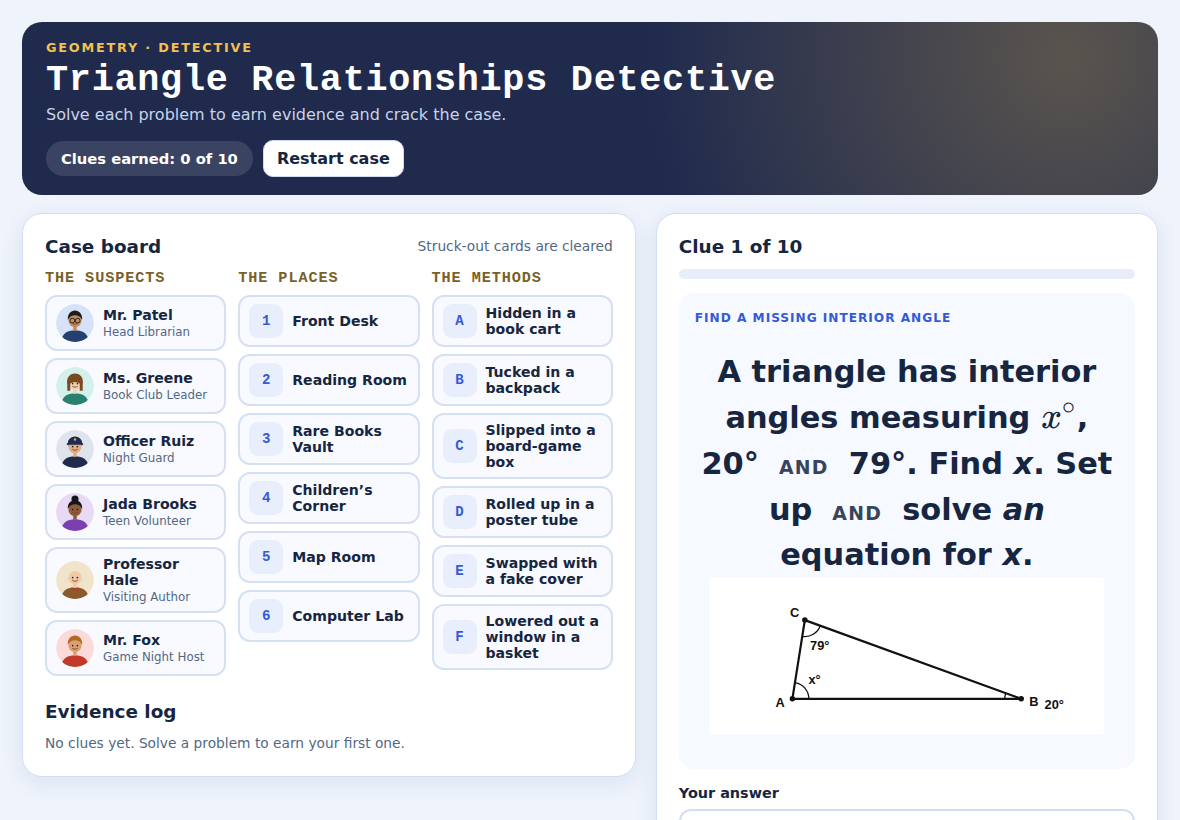 GEOMETRY · DETECTIVE
Triangle Relationships Detective
Solve each problem to earn evidence and crack the case.
Clues earned: 0 of 10
Restart case
Case board
Struck-out cards are cleared
THE SUSPECTS
Mr. Patel
Head Librarian
Ms. Greene
Book Club Leader
Officer Ruiz
Night Guard
Jada Brooks
Teen Volunteer
Professor
Hale
Visiting Author
Mr. Fox
Game Night Host
THE PLACES
1 Front Desk
2 Reading Room
3 Rare Books
Vault
4 Children’s
Corner
5 Map Room
6 Computer Lab
THE METHODS
A Hidden in a
book cart
B Tucked in a
backpack
C Slipped into a
board-game
box
D Rolled up in a
poster tube
E Swapped with
a fake cover
F Lowered out a
window in a
basket
Evidence log
No clues yet. Solve a problem to earn your first one.
Clue 1 of 10
FIND A MISSING INTERIOR ANGLE
A triangle has interior
angles measuring x°,
20° AND 79°. Find x. Set
up AND solve an
equation for x.
C
79°
x°
A
B 20°
Your answer